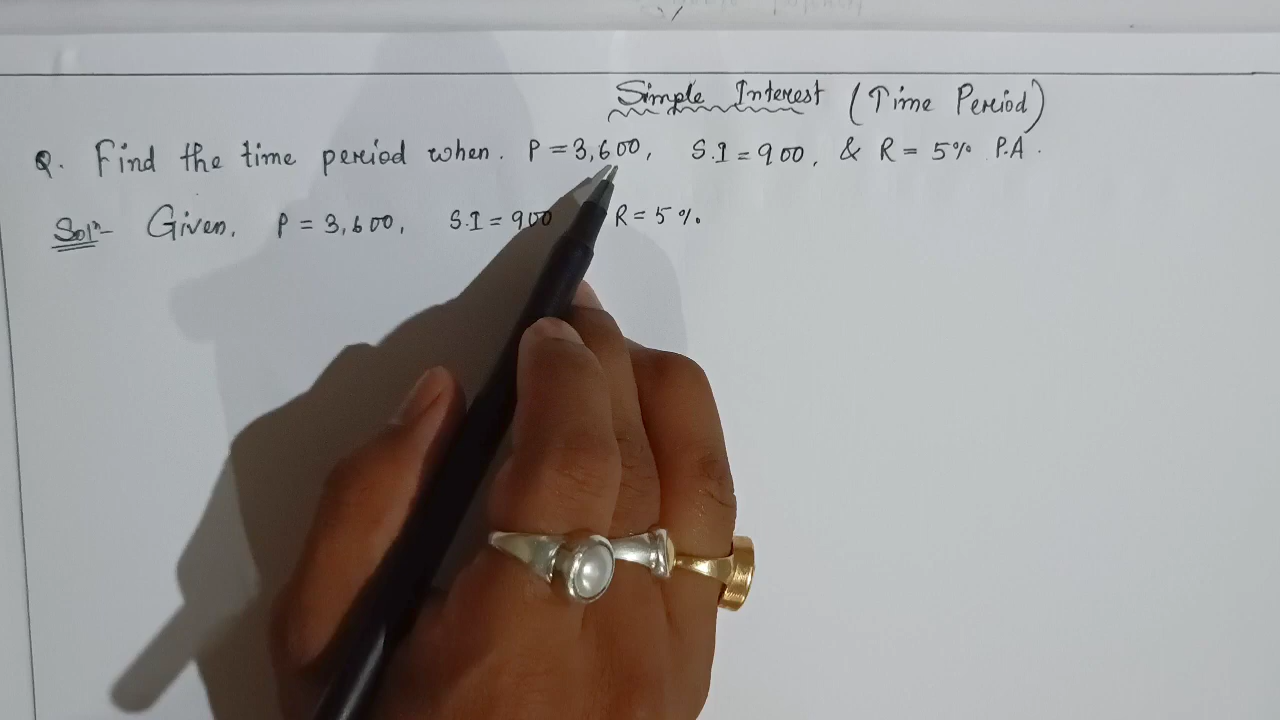 Simple Interest (Time Period)
Q. Find the time period when. P = 3,600, S.I = 900, & R = 5% P.A.
Solⁿ- Given, P = 3,600, S.I = 900 R = 5%.